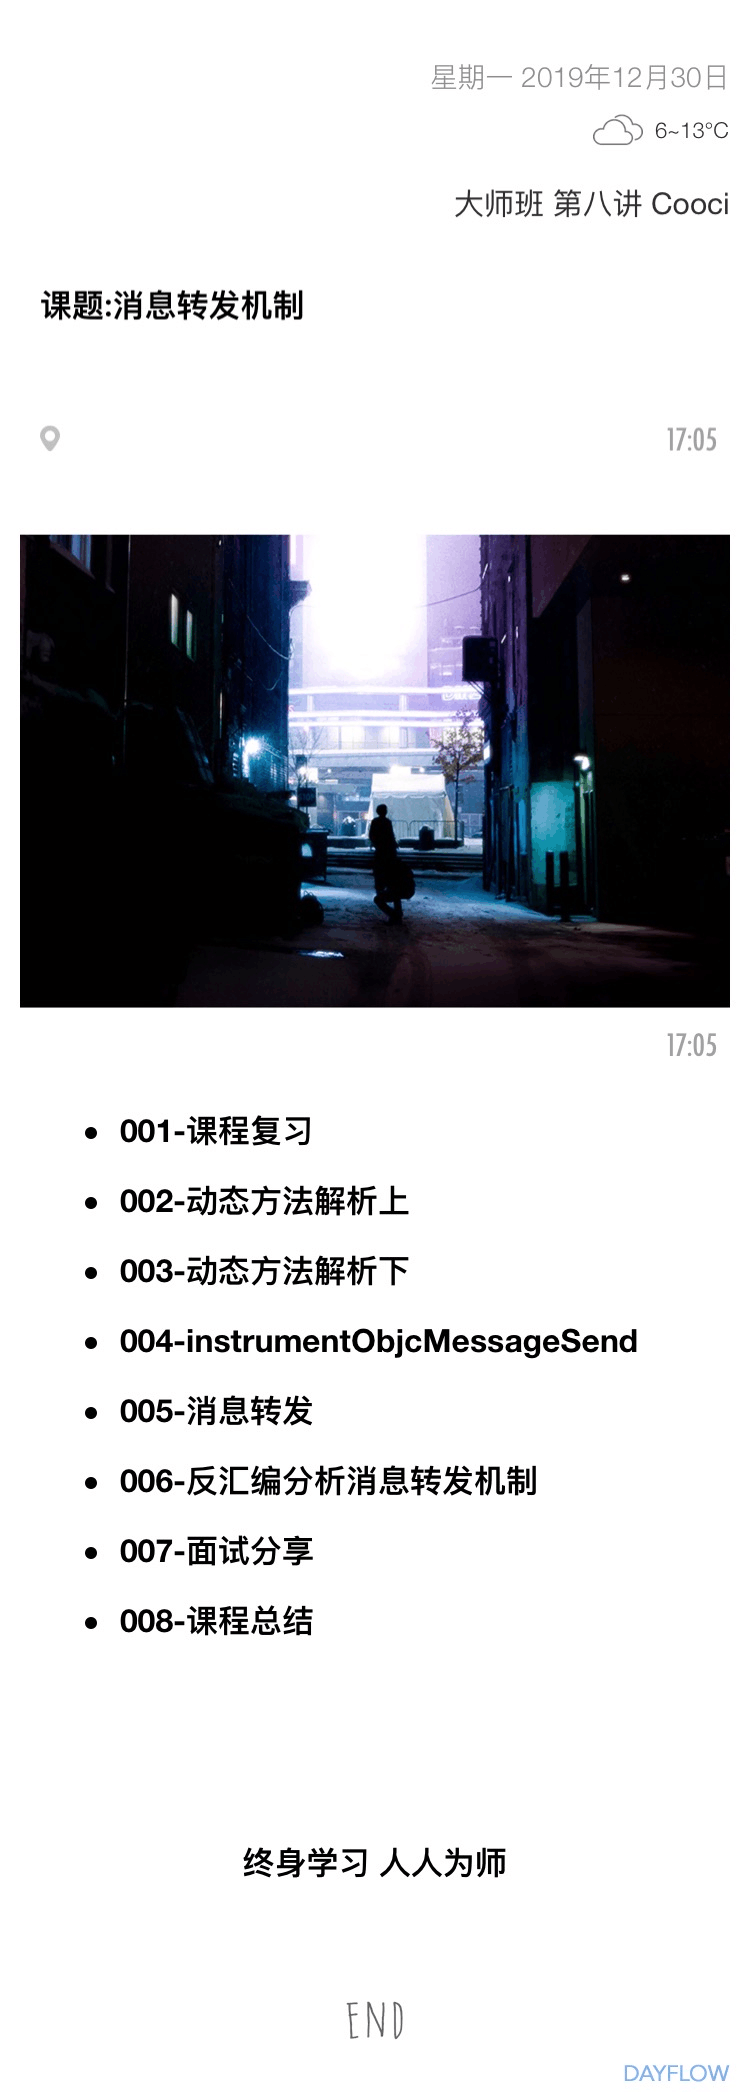 星期一 2019年12月30日
6~13°C
大师班 第八讲 Cooci
课题:消息转发机制
17:05
17:05
• 001-课程复习
• 002-动态方法解析上
• 003-动态方法解析下
• 004-instrumentObjcMessageSend
• 005-消息转发
• 006-反汇编分析消息转发机制
• 007-面试分享
• 008-课程总结
终身学习 人人为师
END
DAYFLOW